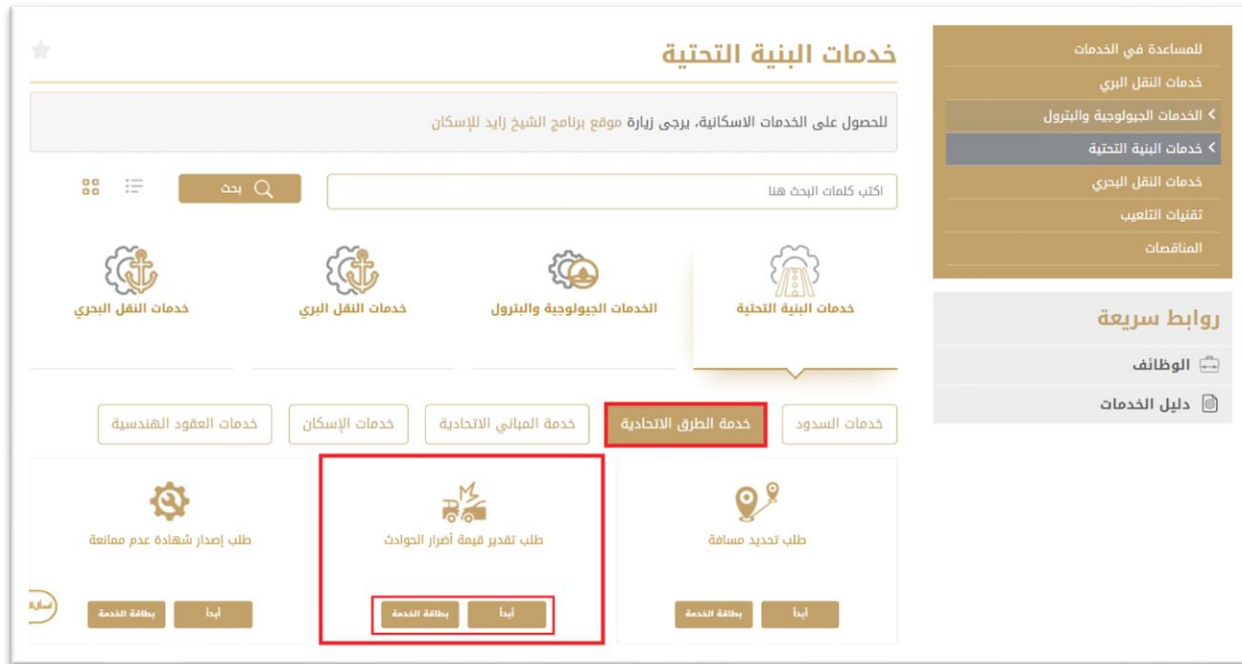 للمساعدة في الخدمات
خدمات النقل البري
الخدمات الجيولوجية والبترول
خدمات البنية التحتية
خدمات النقل البحري
تقنيات التلعيب
المناقصات
روابط سريعة
الوظائف
دليل الخدمات
خدمات البنية التحتية
للحصول على الخدمات الاسكانية، يرجى زيارة موقع برنامج الشيخ زايد للإسكان
اكتب كلمات البحث هنا
بحث
خدمات البنية التحتية
الخدمات الجيولوجية والبترول
خدمات النقل البري
خدمات النقل البحري
خدمات السدود
خدمة الطرق الاتحادية
خدمة المباني الاتحادية
خدمات الإسكان
خدمات العقود الهندسية
طلب تحديد مسافة
أبدأ
بطاقة الخدمة
طلب تقدير قيمة أضرار الحوادث
أبدأ
بطاقة الخدمة
طلب إصدار شهادة عدم ممانعة
أبدأ
بطاقة الخدمة